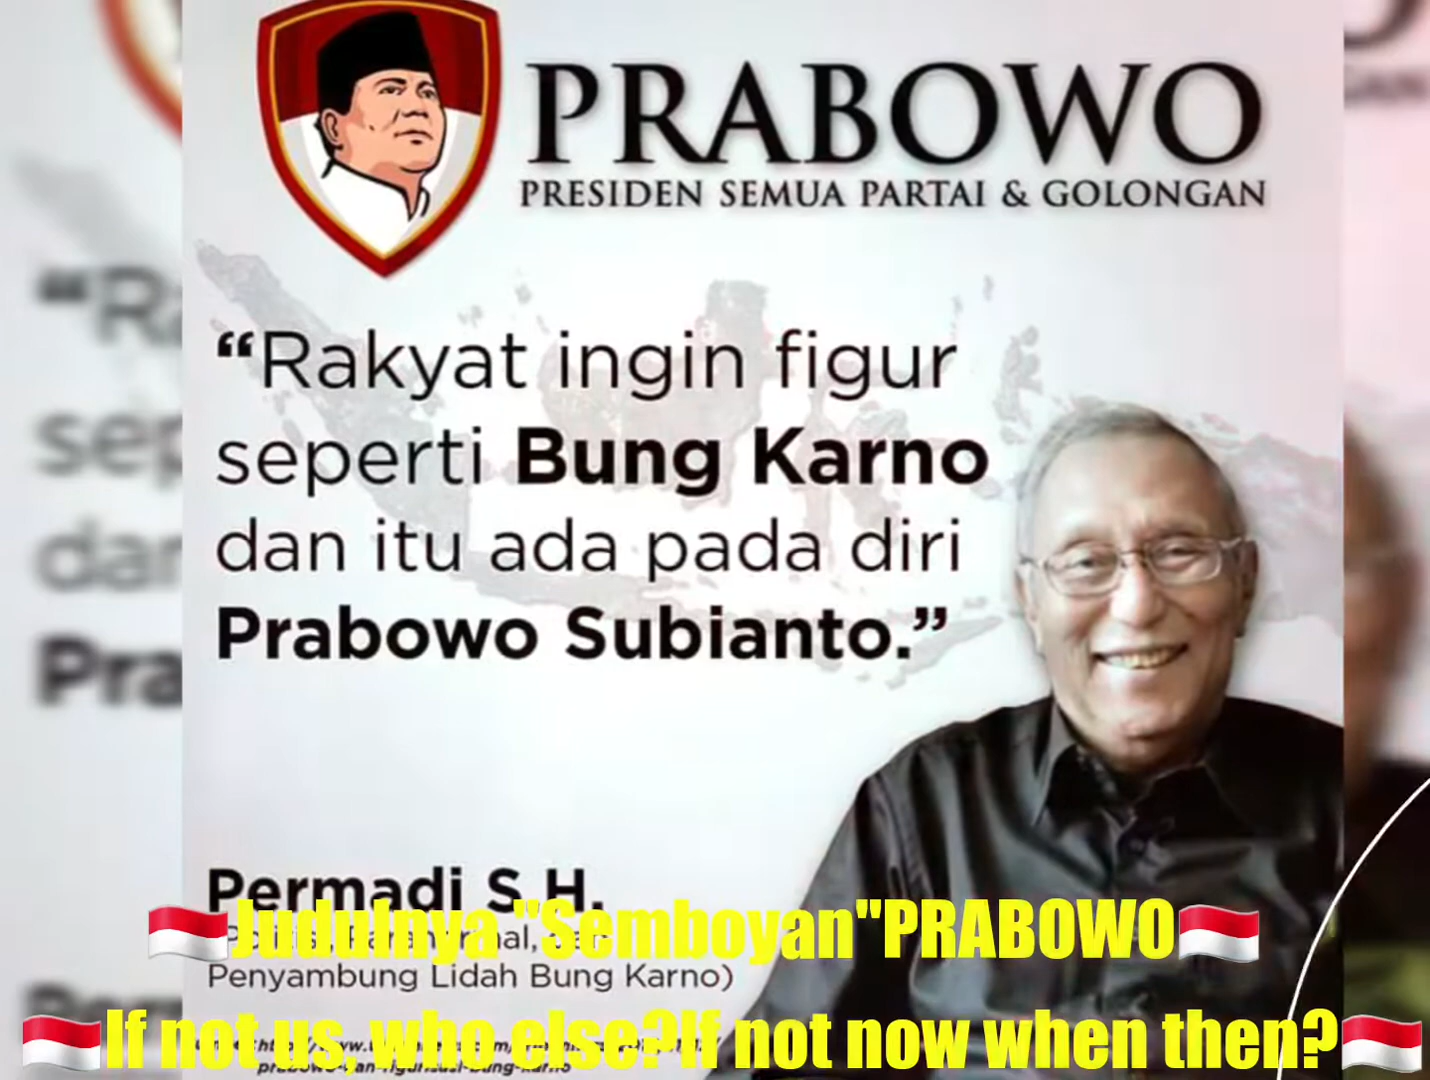 PRABOWO
PRESIDEN SEMUA PARTAI & GOLONGAN
“Rakyat ingin figur
seperti Bung Karno
dan itu ada pada diri
Prabowo Subianto.”
Permadi S.H.
Penyambung Lidah Bung Karno)
Judulnya "Semboyan"PRABOWO
If not us, who else?If not now when then?